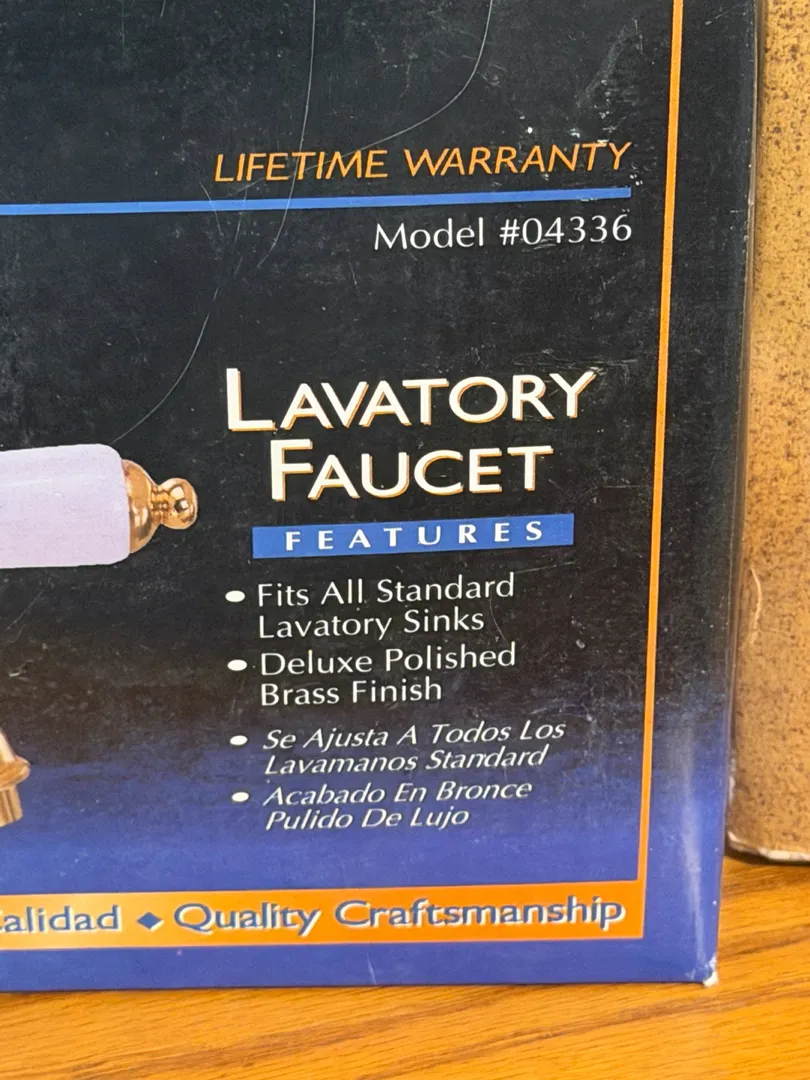 LIFETIME WARRANTY
Model #04336
LAVATORY
FAUCET
FEATURES
• Fits All Standard
Lavatory Sinks
• Deluxe Polished
Brass Finish
• Se Ajusta A Todos Los
Lavamanos Standard
• Acabado En Bronce
Pulido De Lujo
alidad ◆ Quality Craftsmanship